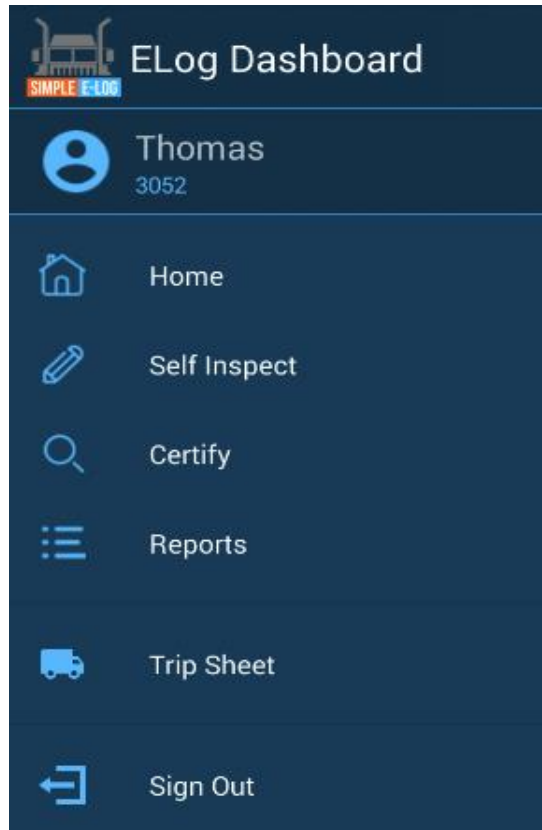 ELog Dashboard
SIMPLE E-LOG
Thomas
3052
Home
Self Inspect
Certify
Reports
Trip Sheet
Sign Out